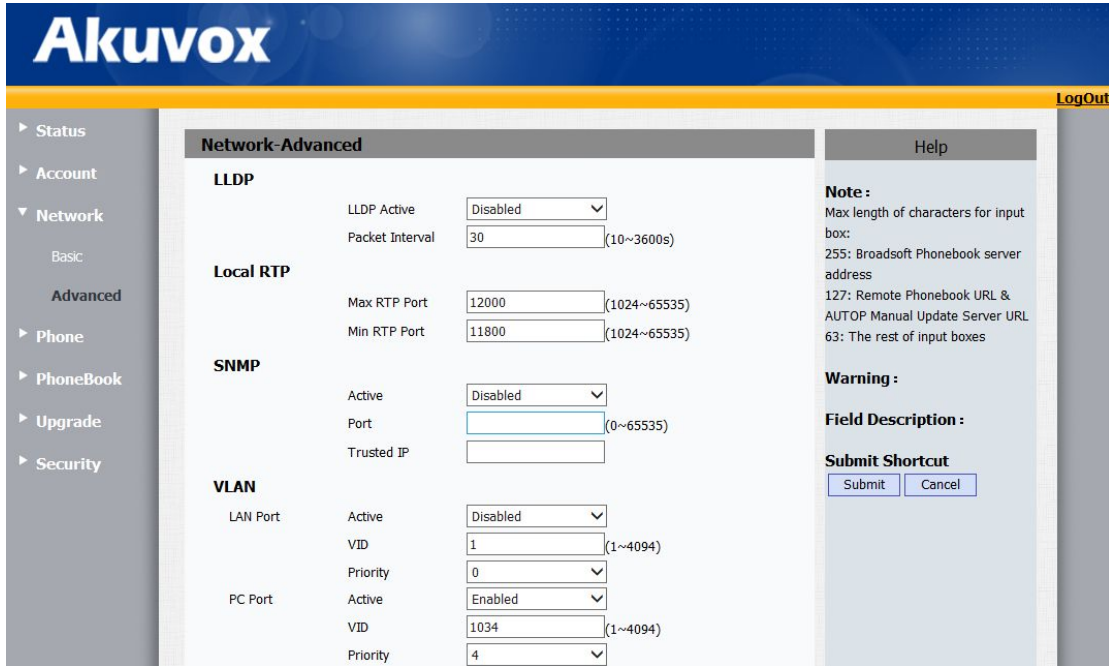 Akuvox
LogOut
Status
Account
Network
Basic
Advanced
Phone
PhoneBook
Upgrade
Security
Network-Advanced
LLDP
LLDP Active Disabled
Packet Interval 30 (10~3600s)
Local RTP
Max RTP Port 12000 (1024~65535)
Min RTP Port 11800 (1024~65535)
SNMP
Active Disabled
Port (0~65535)
Trusted IP
VLAN
LAN Port Active Disabled
VID 1 (1~4094)
Priority 0
PC Port Active Enabled
VID 1034 (1~4094)
Priority 4
Help
Note :
Max length of characters for input
box:
255: Broadsoft Phonebook server
address
127: Remote Phonebook URL &
AUTOP Manual Update Server URL
63: The rest of input boxes
Warning :
Field Description :
Submit Shortcut
Submit Cancel